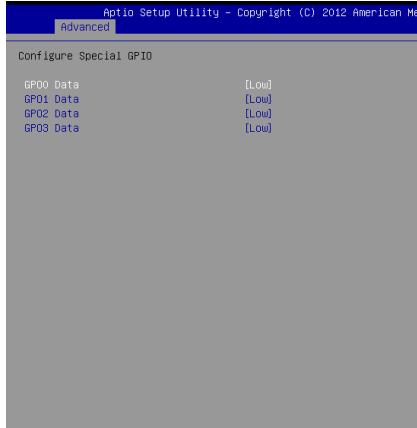 Aptio Setup Utility – Copyright (C) 2012 American
Advanced
Configure Special GPIO
GPO0 Data [Low]
GPO1 Data [Low]
GPO2 Data [Low]
GPO3 Data [Low]